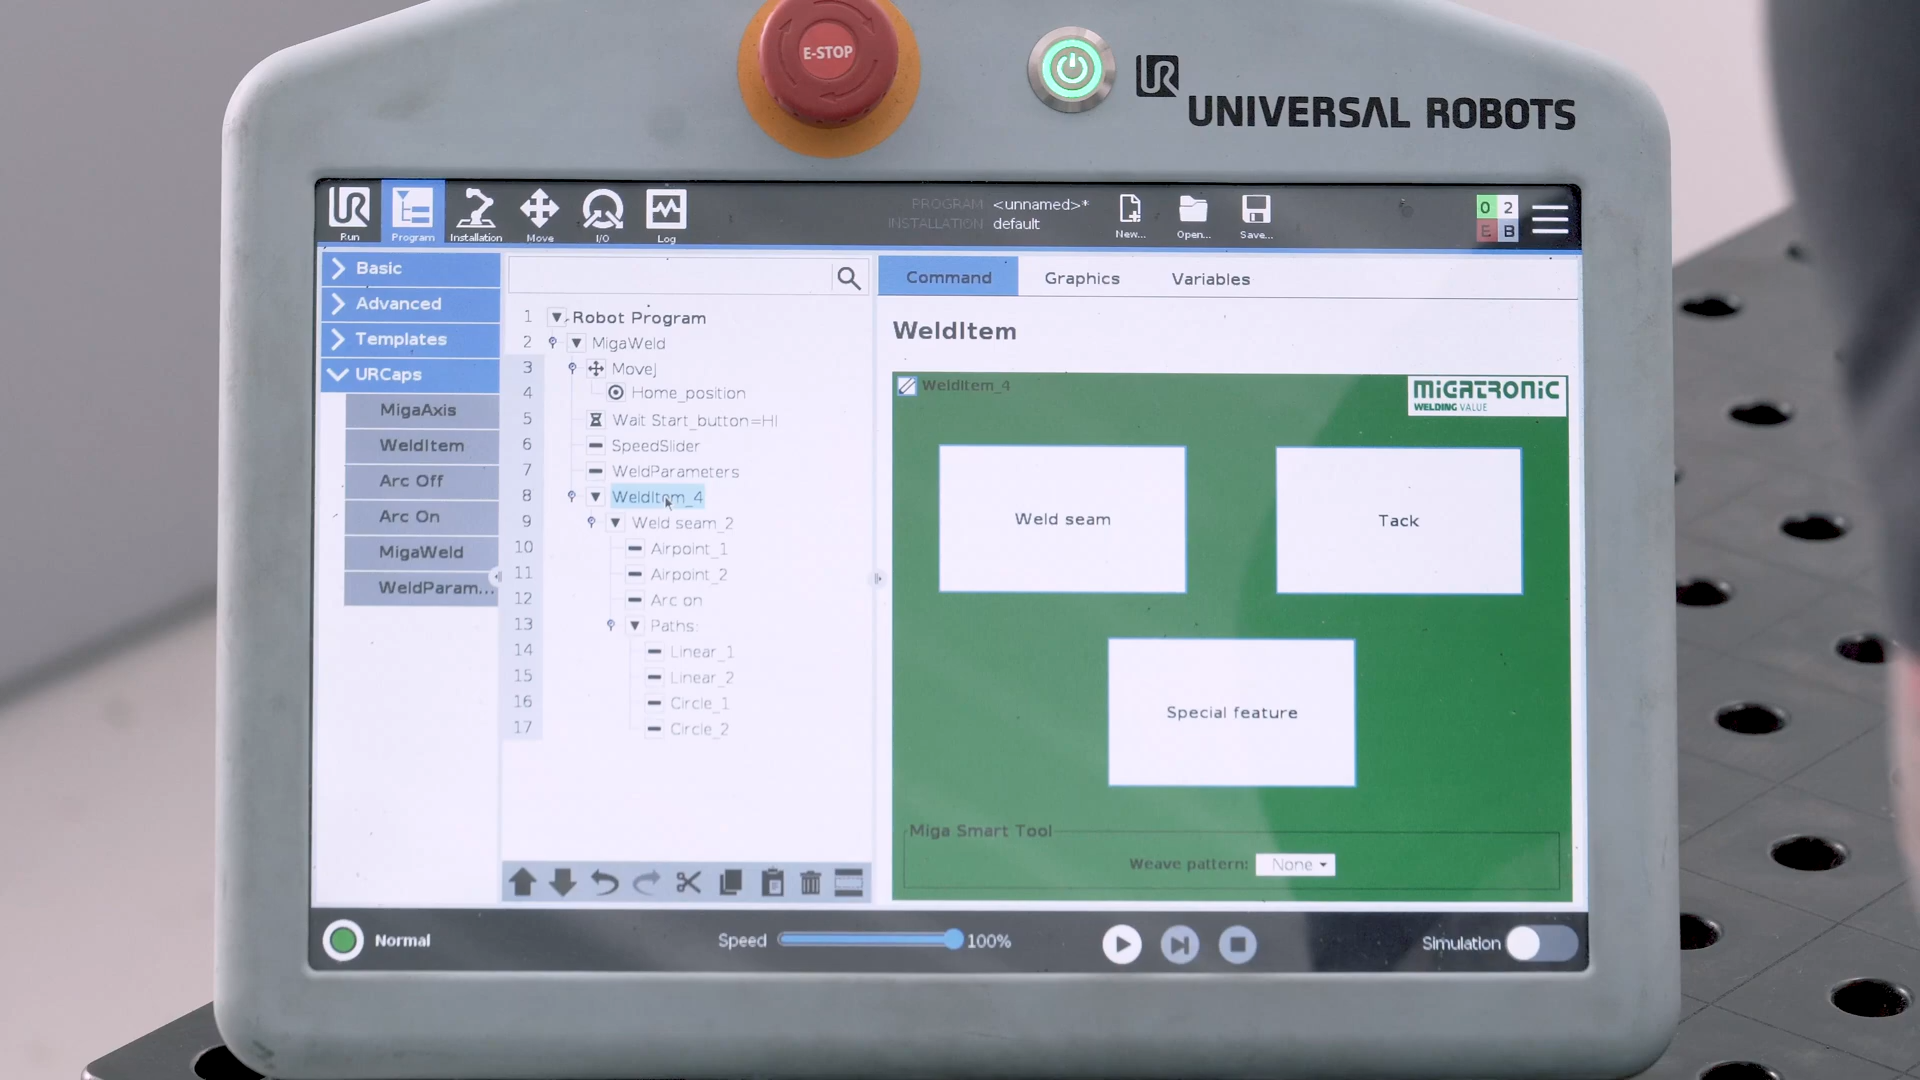 E-STOP
UR
UNIVERSAL ROBOTS
Run
Program
Installation
Move
I/O
Log
PROGRAM <unnamed>*
INSTALLATION default
New...
Open...
Save...
0 2
E B
Basic
Advanced
Templates
URCaps
MigaAxis
WeldItem
Arc Off
Arc On
MigaWeld
WeldParam...
1 Robot Program
2 MigaWeld
3 MoveJ
4 Home_position
5 Wait Start_button=HI
6 SpeedSlider
7 WeldParameters
8 WeldItem_4
9 Weld seam_2
10 Airpoint_1
11 Airpoint_2
12 Arc on
13 Paths:
14 Linear_1
15 Linear_2
16 Circle_1
17 Circle_2
Command
Graphics
Variables
WeldItem
WeldItem_4
MIGATRONIC
WELDING VALUE
Weld seam
Tack
Special feature
Miga Smart Tool
Weave pattern: None
Normal
Speed 100%
Simulation